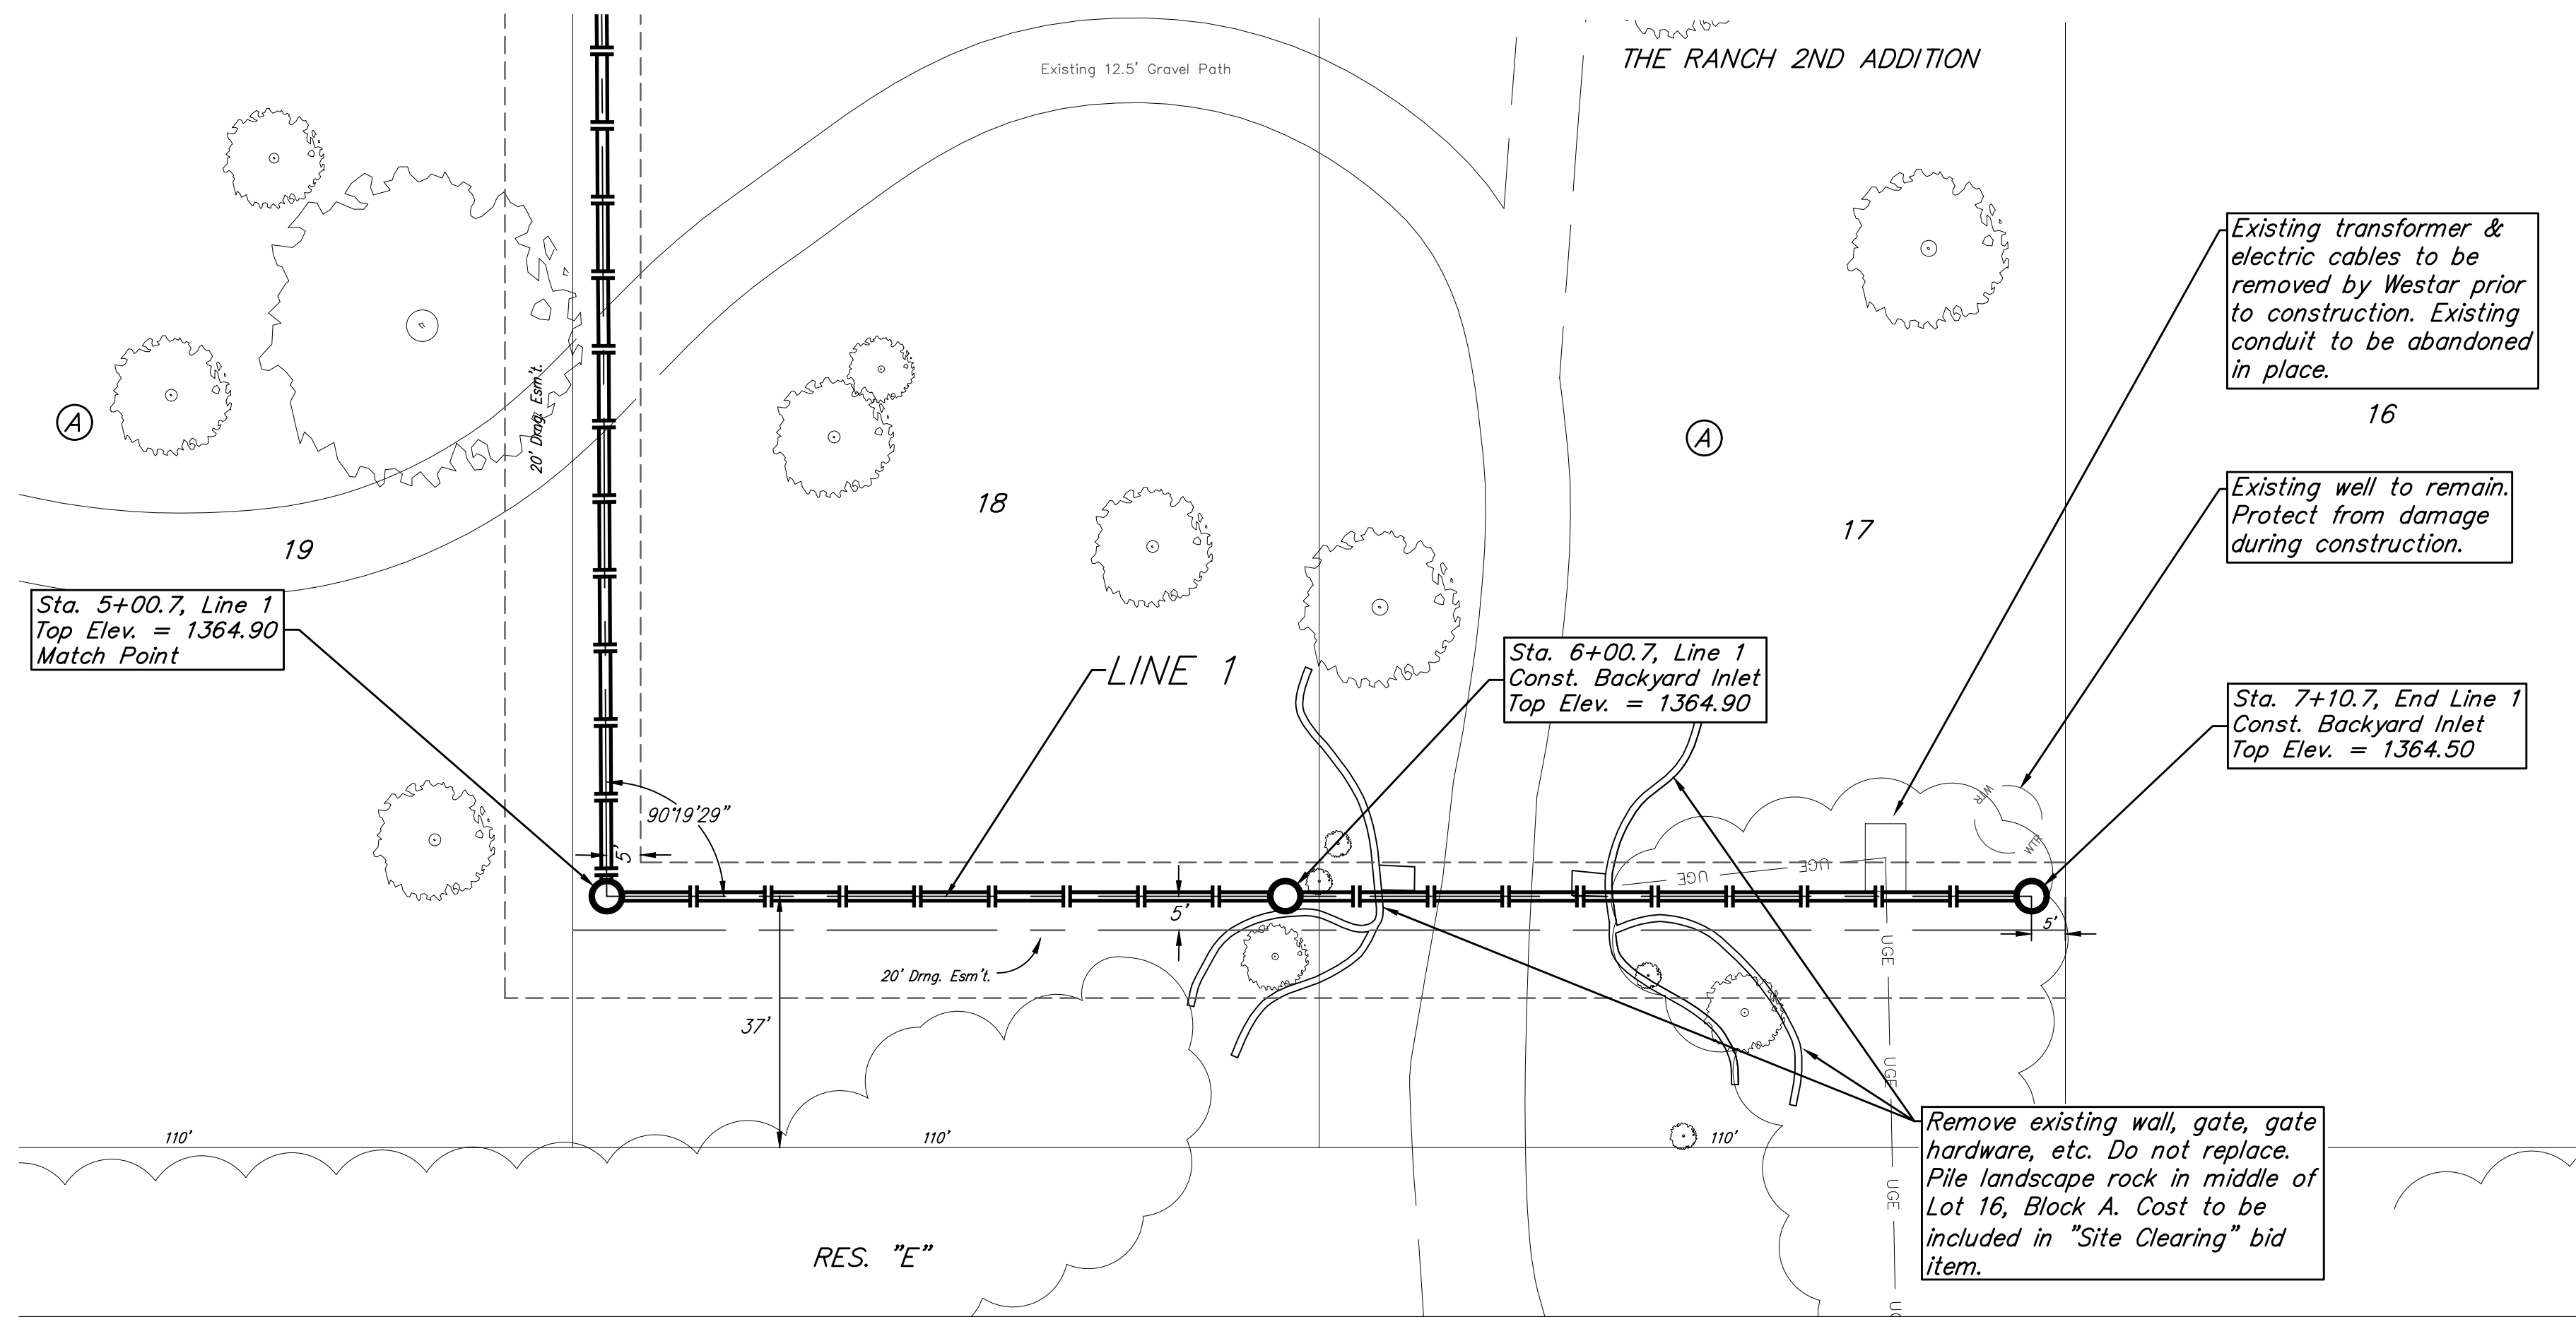 THE RANCH 2ND ADDITION
Existing 12.5' Gravel Path
Existing transformer &
electric cables to be
removed by Westar prior
to construction. Existing
conduit to be abandoned
in place.
16
20' Drng. Esm't.
A
A
Existing well to remain.
Protect from damage
during construction.
18
17
19
Sta. 5+00.7, Line 1
Top Elev. = 1364.90
Match Point
LINE 1
Sta. 6+00.7, Line 1
Const. Backyard Inlet
Top Elev. = 1364.90
Sta. 7+10.7, End Line 1
Const. Backyard Inlet
Top Elev. = 1364.50
WTR
WTR
90°19'29"
5'
UGE
UGE
5'
5'
UGE
20' Drng. Esm't.
37'
UGE
110'
110'
110'
Remove existing wall, gate, gate
hardware, etc. Do not replace.
Pile landscape rock in middle of
Lot 16, Block A. Cost to be
included in "Site Clearing" bid
item.
UGE
RES. "E"